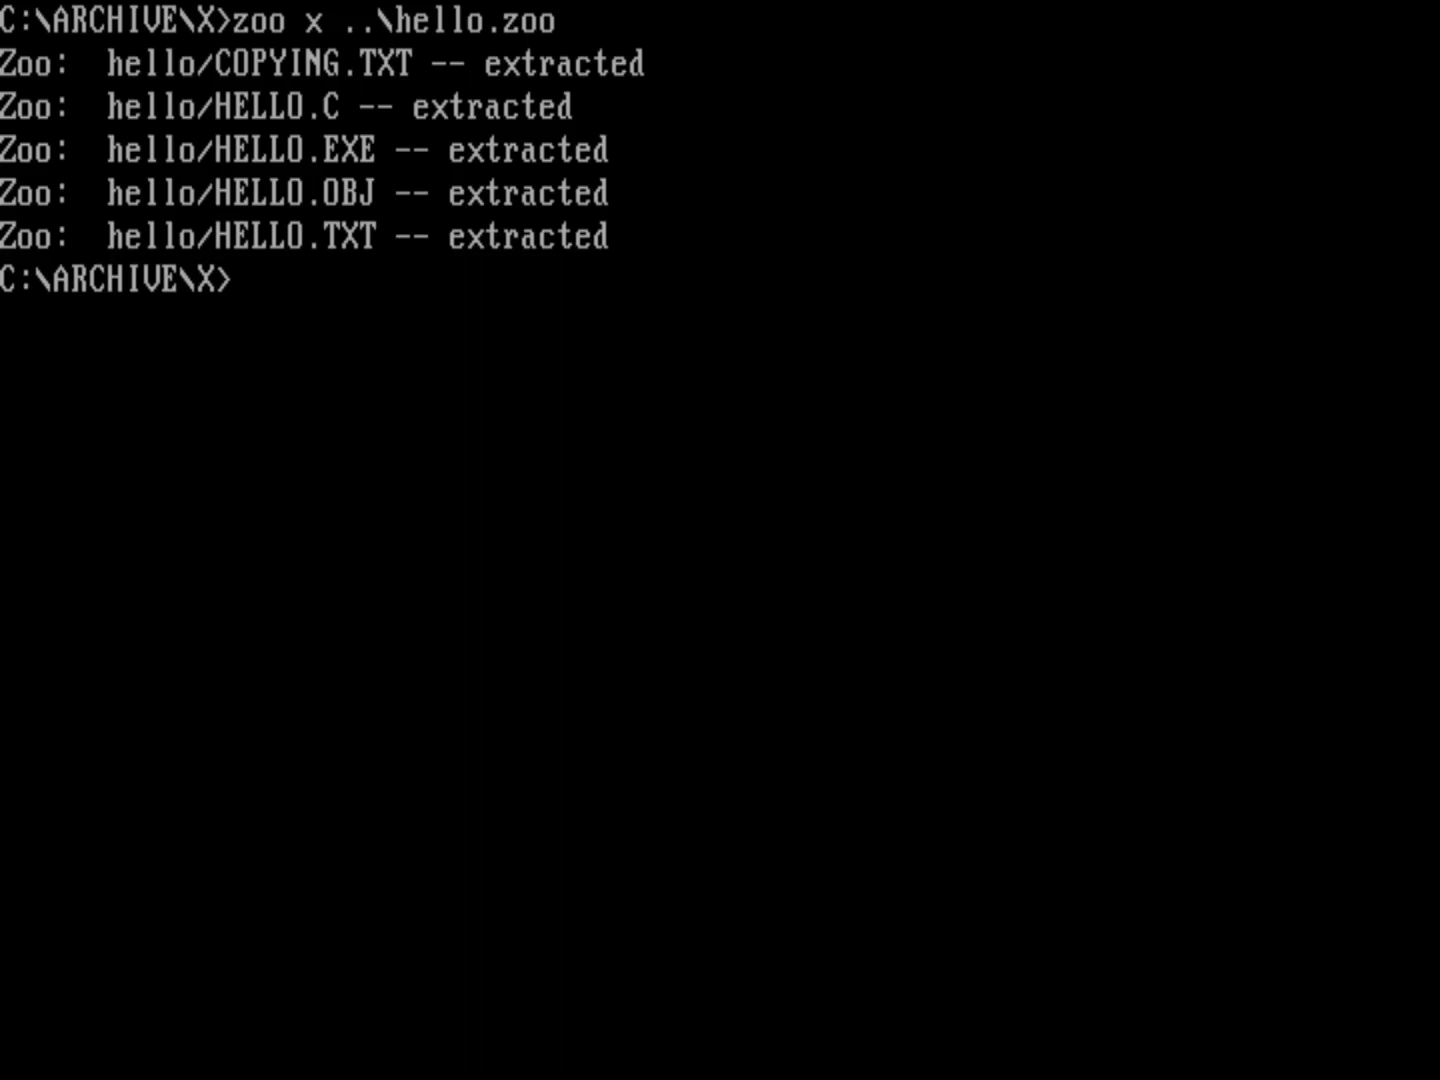 C:\ARCHIVE\X>zoo x ..\hello.zoo
Zoo:  hello/COPYING.TXT -- extracted
Zoo:  hello/HELLO.C -- extracted
Zoo:  hello/HELLO.EXE -- extracted
Zoo:  hello/HELLO.OBJ -- extracted
Zoo:  hello/HELLO.TXT -- extracted
C:\ARCHIVE\X>